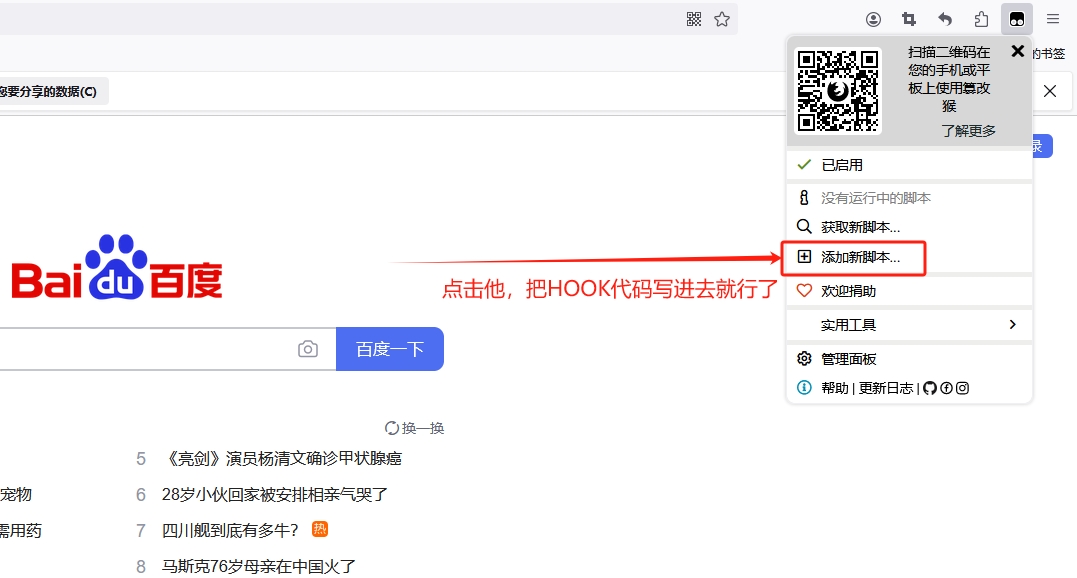 扫描二维码在
您的手机或平
板上使用篡改
猴
了解更多
的书签
您要分享的数据(C)
录
已启用
没有运行中的脚本
获取新脚本...
添加新脚本...
点击他，把HOOK代码写进去就行了
欢迎捐助
实用工具
管理面板
帮助 | 更新日志 |
Bai du 百度
百度一下
换一换
5 《亮剑》演员杨清文确诊甲状腺癌
宠物
6 28岁小伙回家被安排相亲气哭了
需用药
7 四川舰到底有多牛？ 热
8 马斯克76岁母亲在中国火了